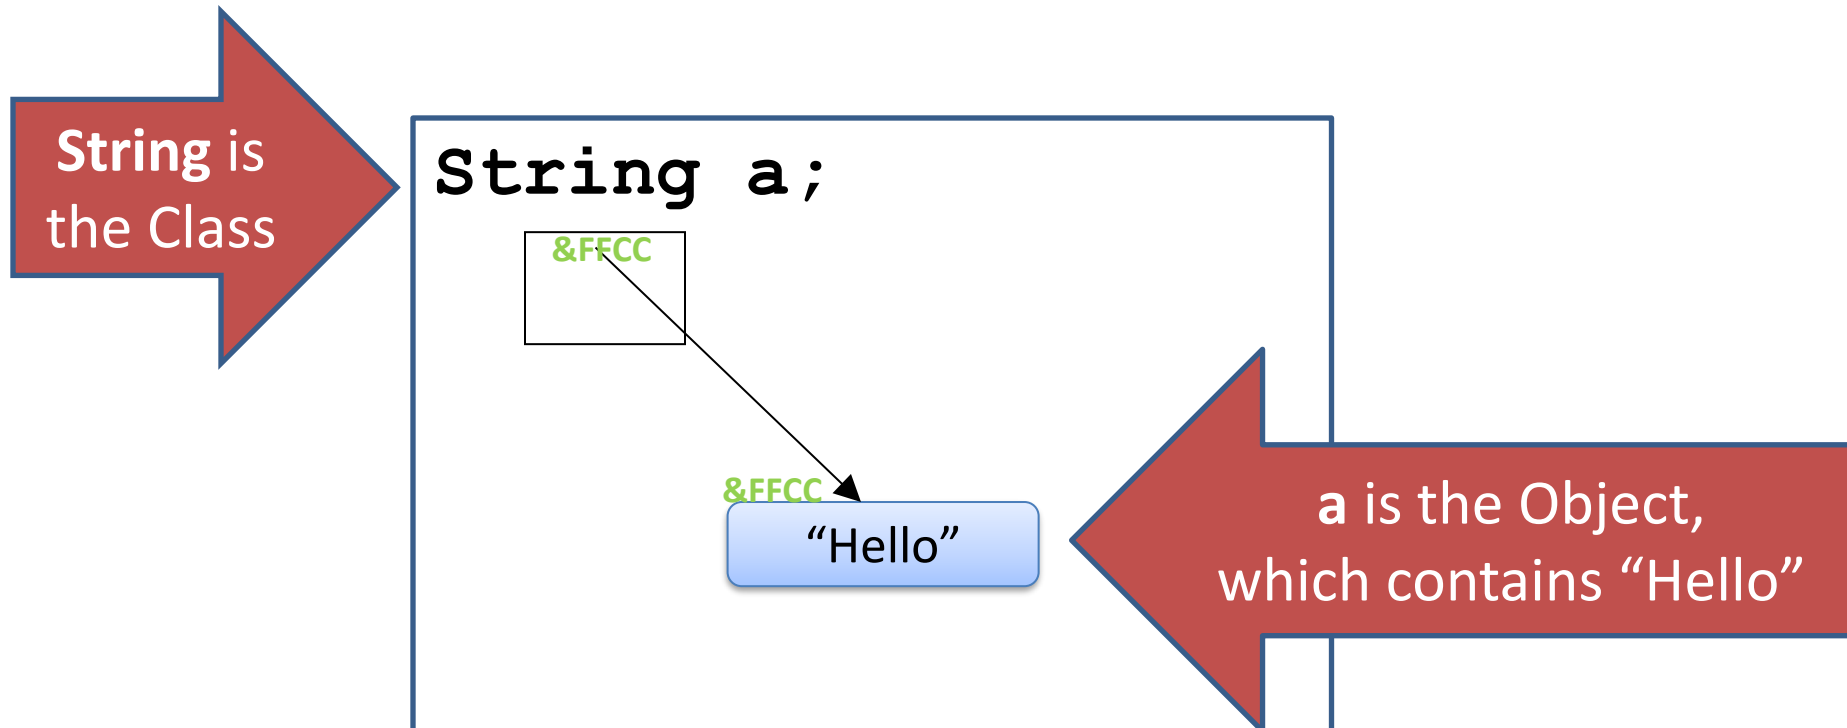 String is
the Class
String a;
&FFCC
&FFCC
“Hello”
a is the Object,
which contains “Hello”